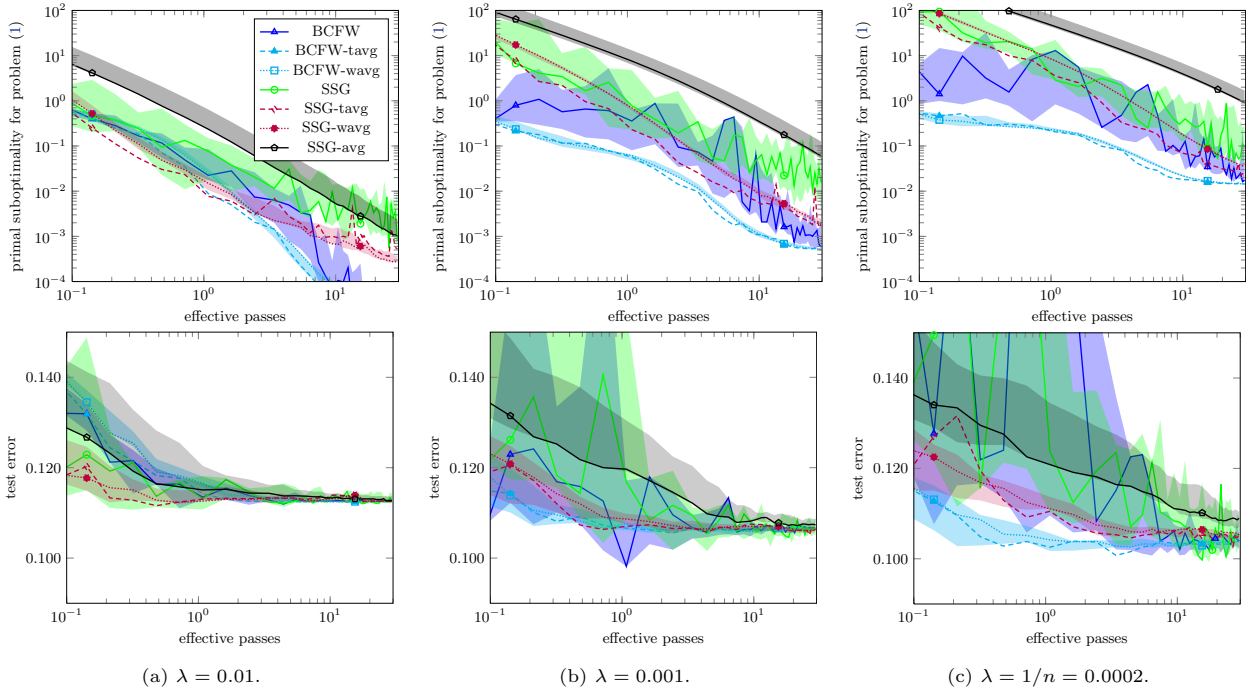 10^2
10^1
10^0
10^{-1}
10^{-2}
10^{-3}
10^{-4}
primal suboptimality for problem (1)
BCFW
BCFW-tavg
BCFW-wavg
SSG
SSG-tavg
SSG-wavg
SSG-avg
10^{-1}
10^0
10^1
effective passes
10^2
10^1
10^0
10^{-1}
10^{-2}
10^{-3}
10^{-4}
primal suboptimality for problem (1)
10^{-1}
10^0
10^1
effective passes
10^2
10^1
10^0
10^{-1}
10^{-2}
10^{-3}
10^{-4}
primal suboptimality for problem (1)
10^{-1}
10^0
10^1
effective passes
0.140
0.120
0.100
test error
10^{-1}
10^0
10^1
effective passes
0.140
0.120
0.100
test error
10^{-1}
10^0
10^1
effective passes
0.140
0.120
0.100
test error
10^{-1}
10^0
10^1
effective passes
(a) λ = 0.01.
(b) λ = 0.001.
(c) λ = 1/n = 0.0002.